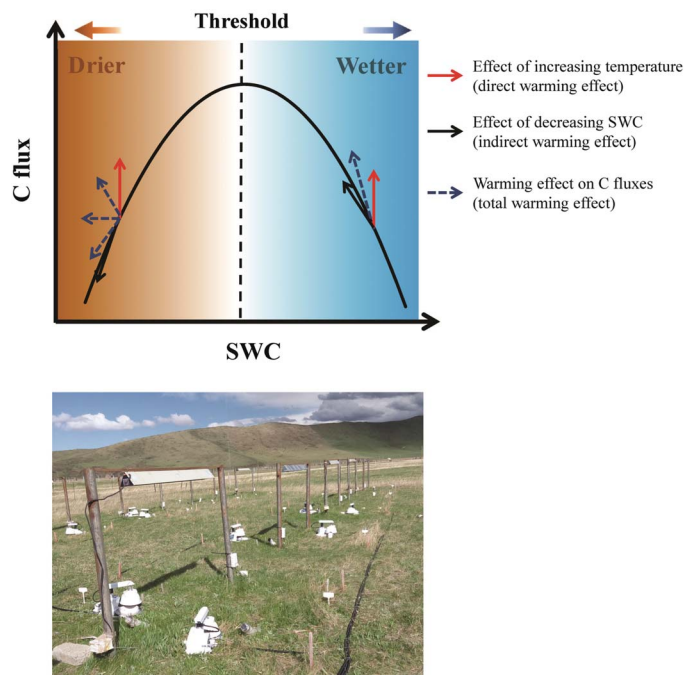 Threshold
Drier
Wetter
C flux
SWC
Effect of increasing temperature
(direct warming effect)
Effect of decreasing SWC
(indirect warming effect)
Warming effect on C fluxes
(total warming effect)